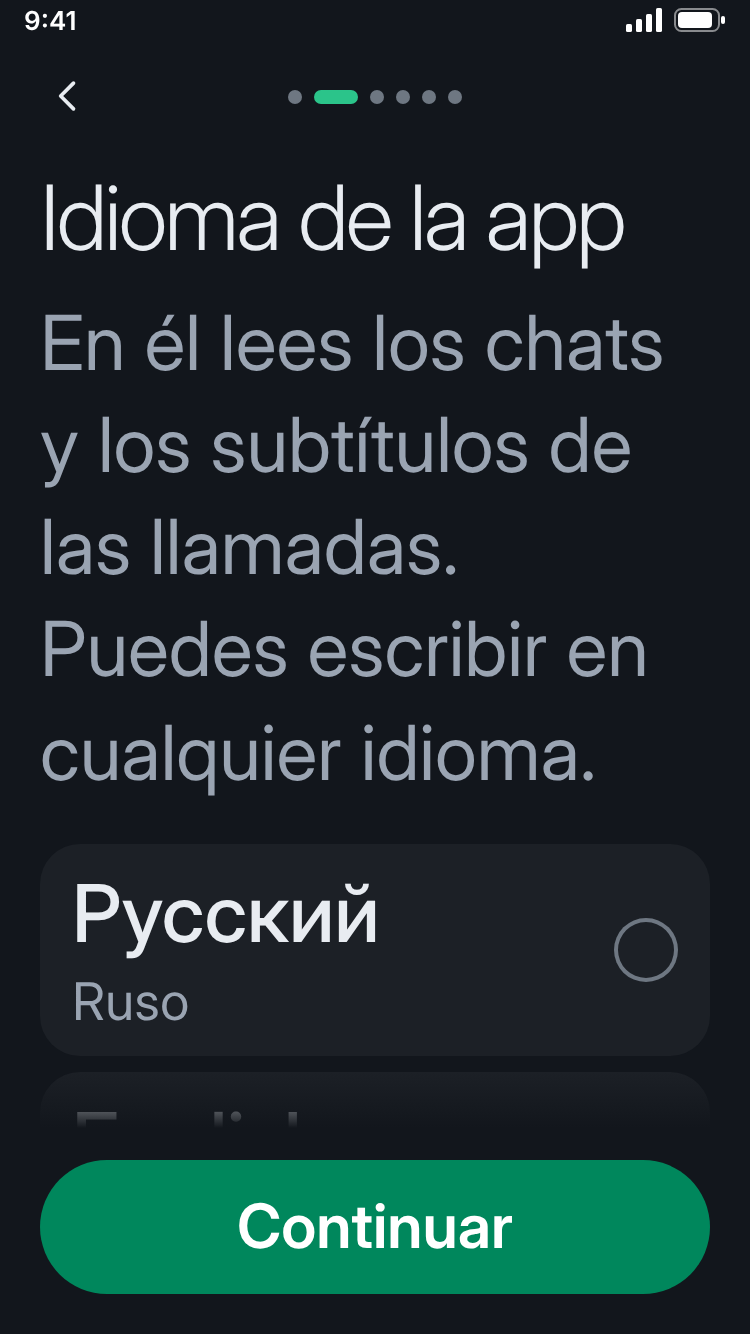 9:41
Idioma de la app
En él lees los chats
y los subtítulos de
las llamadas.
Puedes escribir en
cualquier idioma.
Русский
Ruso
Continuar